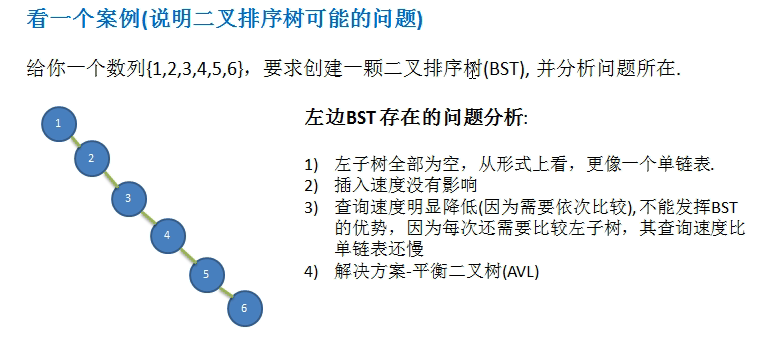 看一个案例(说明二叉排序树可能的问题)
给你一个数列{1,2,3,4,5,6}，要求创建一颗二叉排序树(BST), 并分析问题所在.
左边BST 存在的问题分析:
1) 左子树全部为空，从形式上看，更像一个单链表.
2) 插入速度没有影响
3) 查询速度明显降低(因为需要依次比较), 不能发挥BST
的优势，因为每次还需要比较左子树，其查询速度比
单链表还慢
4) 解决方案-平衡二叉树(AVL)
1
2
3
4
5
6